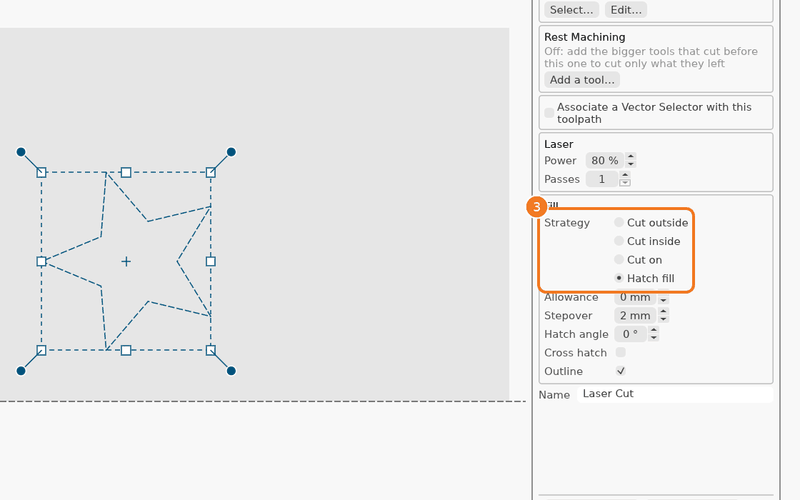 Select... Edit...
Rest Machining
Off: add the bigger tools that cut before
this one to cut only what they left
Add a tool...
Associate a Vector Selector with this
toolpath
Laser
Power 80 %
Passes 1
3
Strategy Cut outside
Cut inside
Cut on
Hatch fill
Allowance 0 mm
Stepover 2 mm
Hatch angle 0 °
Cross hatch
Outline
Name Laser Cut